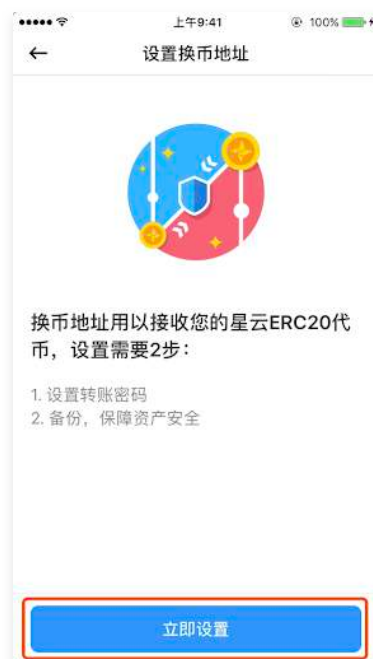 上午9:41
100%
设置换币地址
换币地址用以接收您的星云ERC20代
币，设置需要2步：
1. 设置转账密码
2. 备份，保障资产安全
立即设置